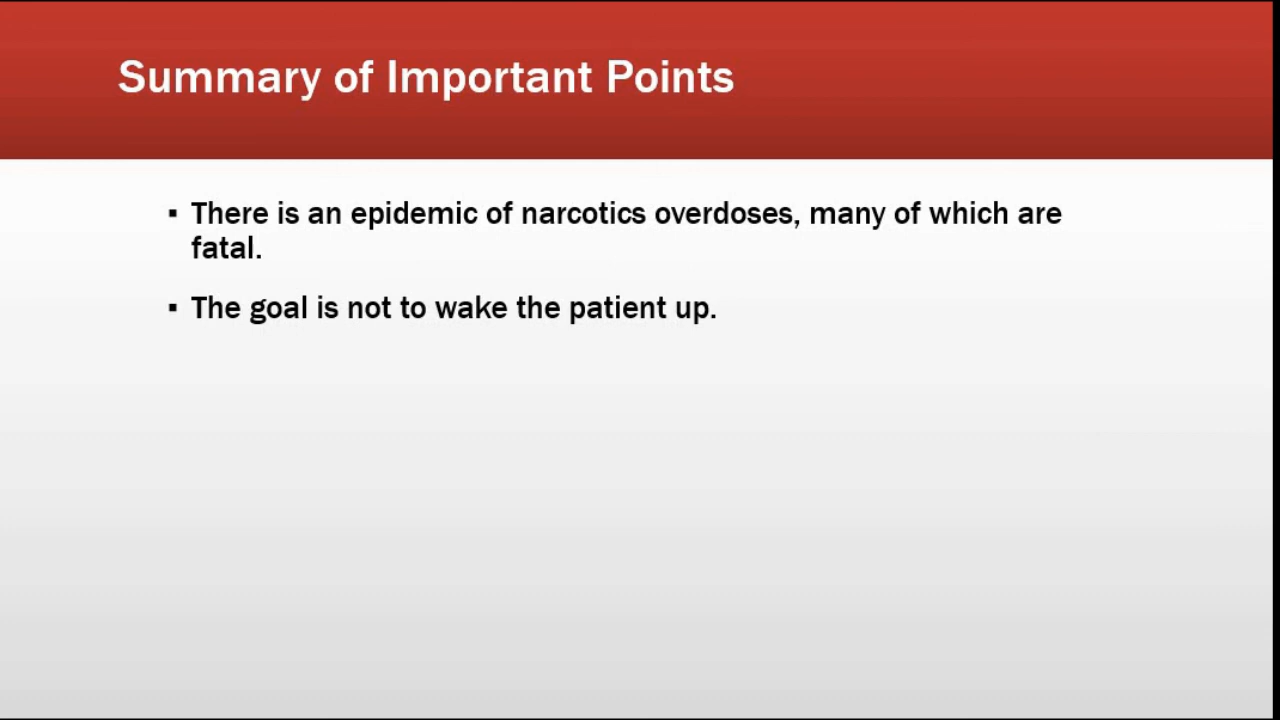 Summary of Important Points
▪ There is an epidemic of narcotics overdoses, many of which are
fatal.
▪ The goal is not to wake the patient up.